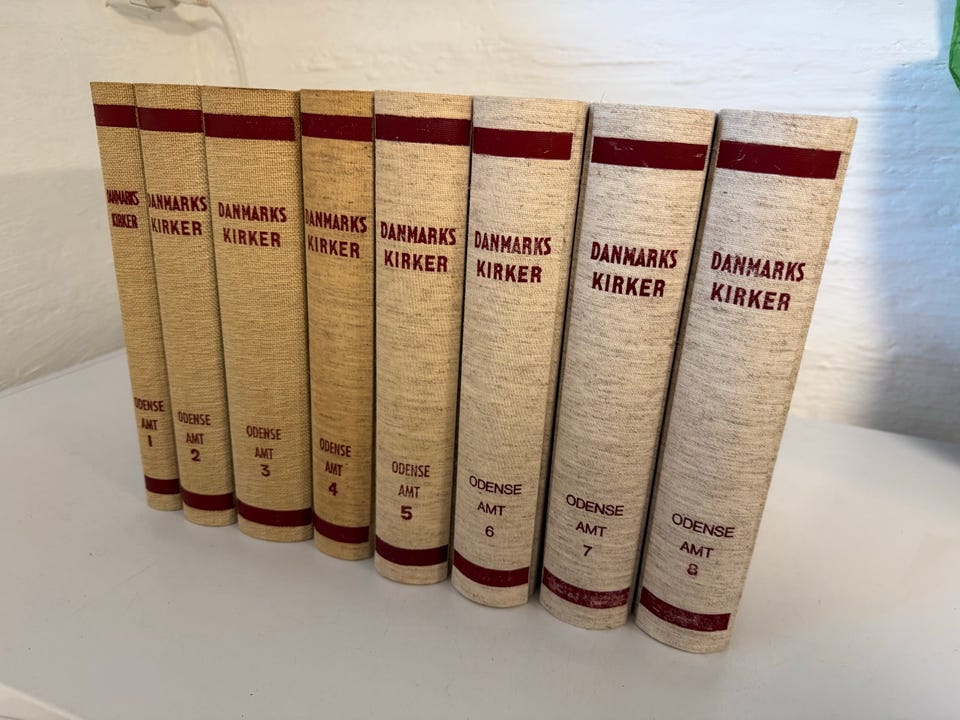 DANMARKS
KIRKER
ODENSE
AMT
1
DANMARKS
KIRKER
ODENSE
AMT
2
DANMARKS
KIRKER
ODENSE
AMT
3
DANMARKS
KIRKER
ODENSE
AMT
4
DANMARKS
KIRKER
ODENSE
AMT
5
DANMARKS
KIRKER
ODENSE
AMT
6
DANMARKS
KIRKER
ODENSE
AMT
7
DANMARKS
KIRKER
ODENSE
AMT
8